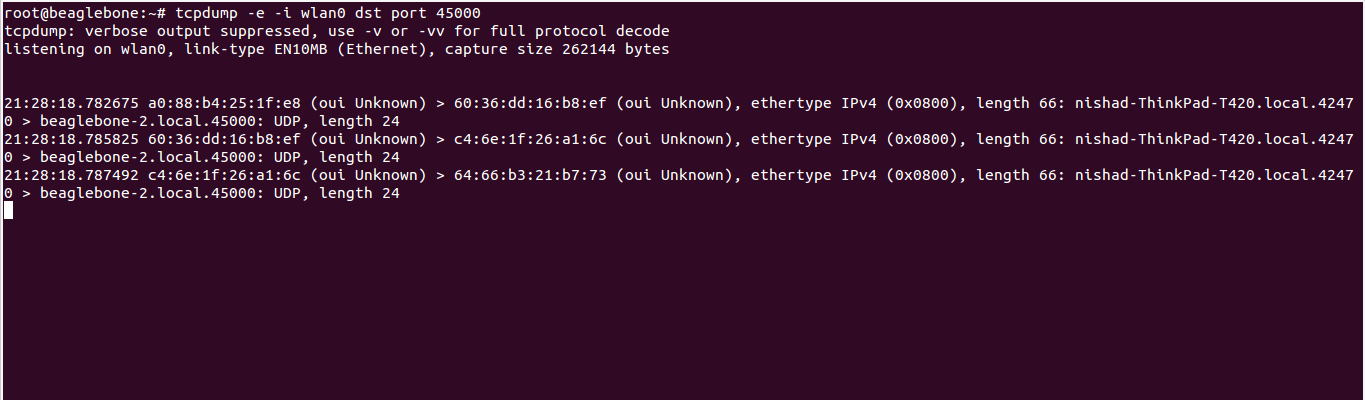 root@beaglebone:~# tcpdump -e -i wlan0 dst port 45000
tcpdump: verbose output suppressed, use -v or -vv for full protocol decode
listening on wlan0, link-type EN10MB (Ethernet), capture size 262144 bytes
21:28:18.782675 a0:88:b4:25:1f:e8 (oui Unknown) > 60:36:dd:16:b8:ef (oui Unknown), ethertype IPv4 (0x0800), length 66: nishad-ThinkPad-T420.local.4247
0 > beaglebone-2.local.45000: UDP, length 24
21:28:18.785825 60:36:dd:16:b8:ef (oui Unknown) > c4:6e:1f:26:a1:6c (oui Unknown), ethertype IPv4 (0x0800), length 66: nishad-ThinkPad-T420.local.4247
0 > beaglebone-2.local.45000: UDP, length 24
21:28:18.787492 c4:6e:1f:26:a1:6c (oui Unknown) > 64:66:b3:21:b7:73 (oui Unknown), ethertype IPv4 (0x0800), length 66: nishad-ThinkPad-T420.local.4247
0 > beaglebone-2.local.45000: UDP, length 24